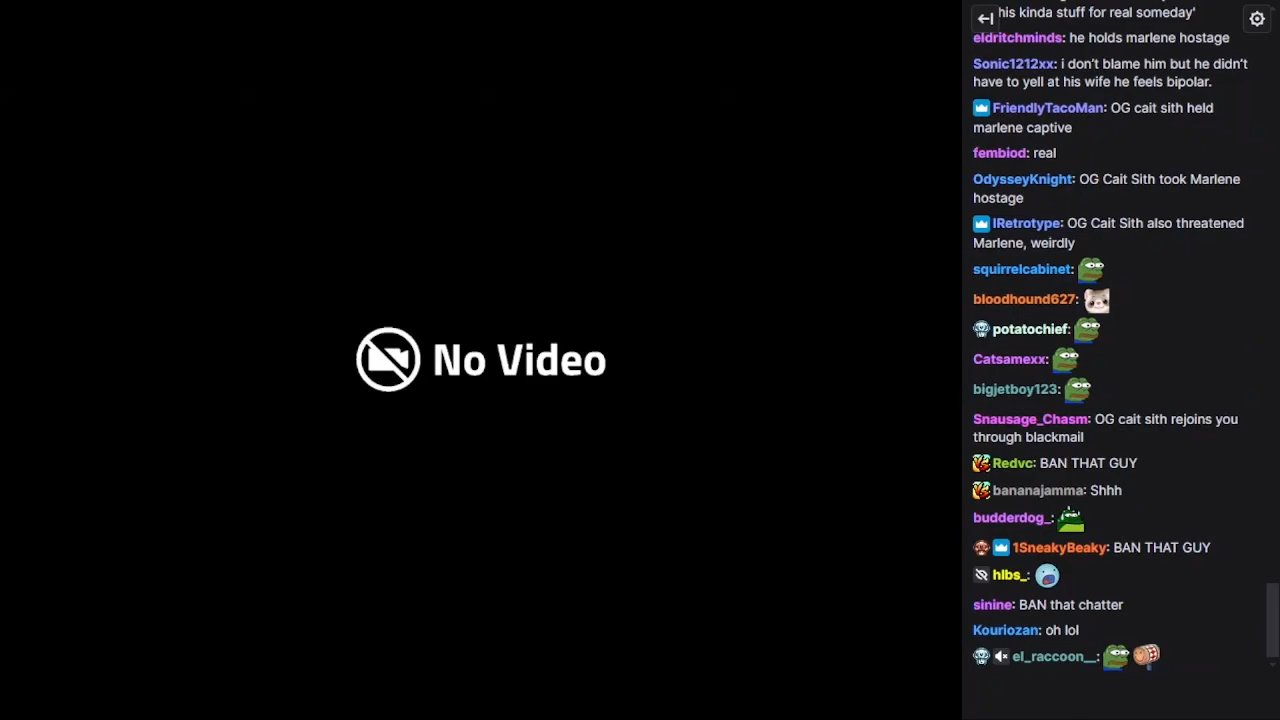 his kinda stuff for real someday'
eldritchminds: he holds marlene hostage
Sonic1212xx: i don't blame him but he didn't
have to yell at his wife he feels bipolar.
FriendlyTacoMan: OG cait sith held
marlene captive
fembiod: real
OdysseyKnight: OG Cait Sith took Marlene
hostage
IRetrotype: OG Cait Sith also threatened
Marlene, weirdly
squirrelcabinet:
bloodhound627:
potatochief:
Catsamexx:
bigjetboy123:
Snausage_Chasm: OG cait sith rejoins you
through blackmail
Redvc: BAN THAT GUY
bananajamma: Shhh
budderdog_:
1SneakyBeaky: BAN THAT GUY
hlbs_:
sinine: BAN that chatter
Kouriozan: oh lol
el_raccoon__:
No Video